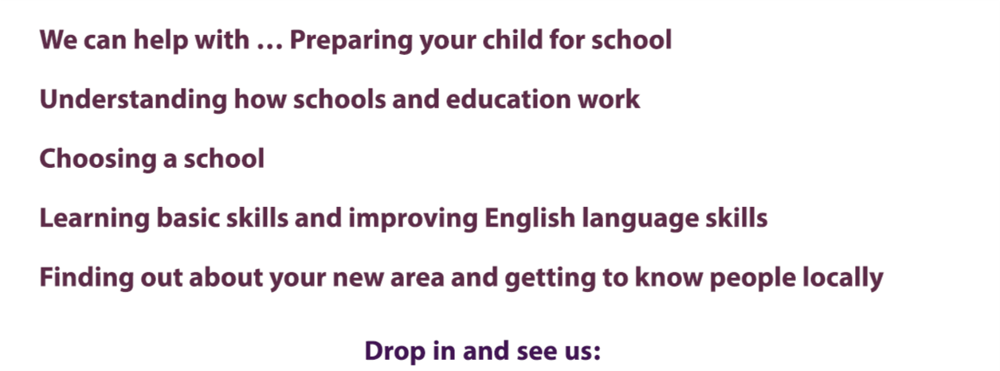 We can help with … Preparing your child for school
Understanding how schools and education work
Choosing a school
Learning basic skills and improving English language skills
Finding out about your new area and getting to know people locally
Drop in and see us: